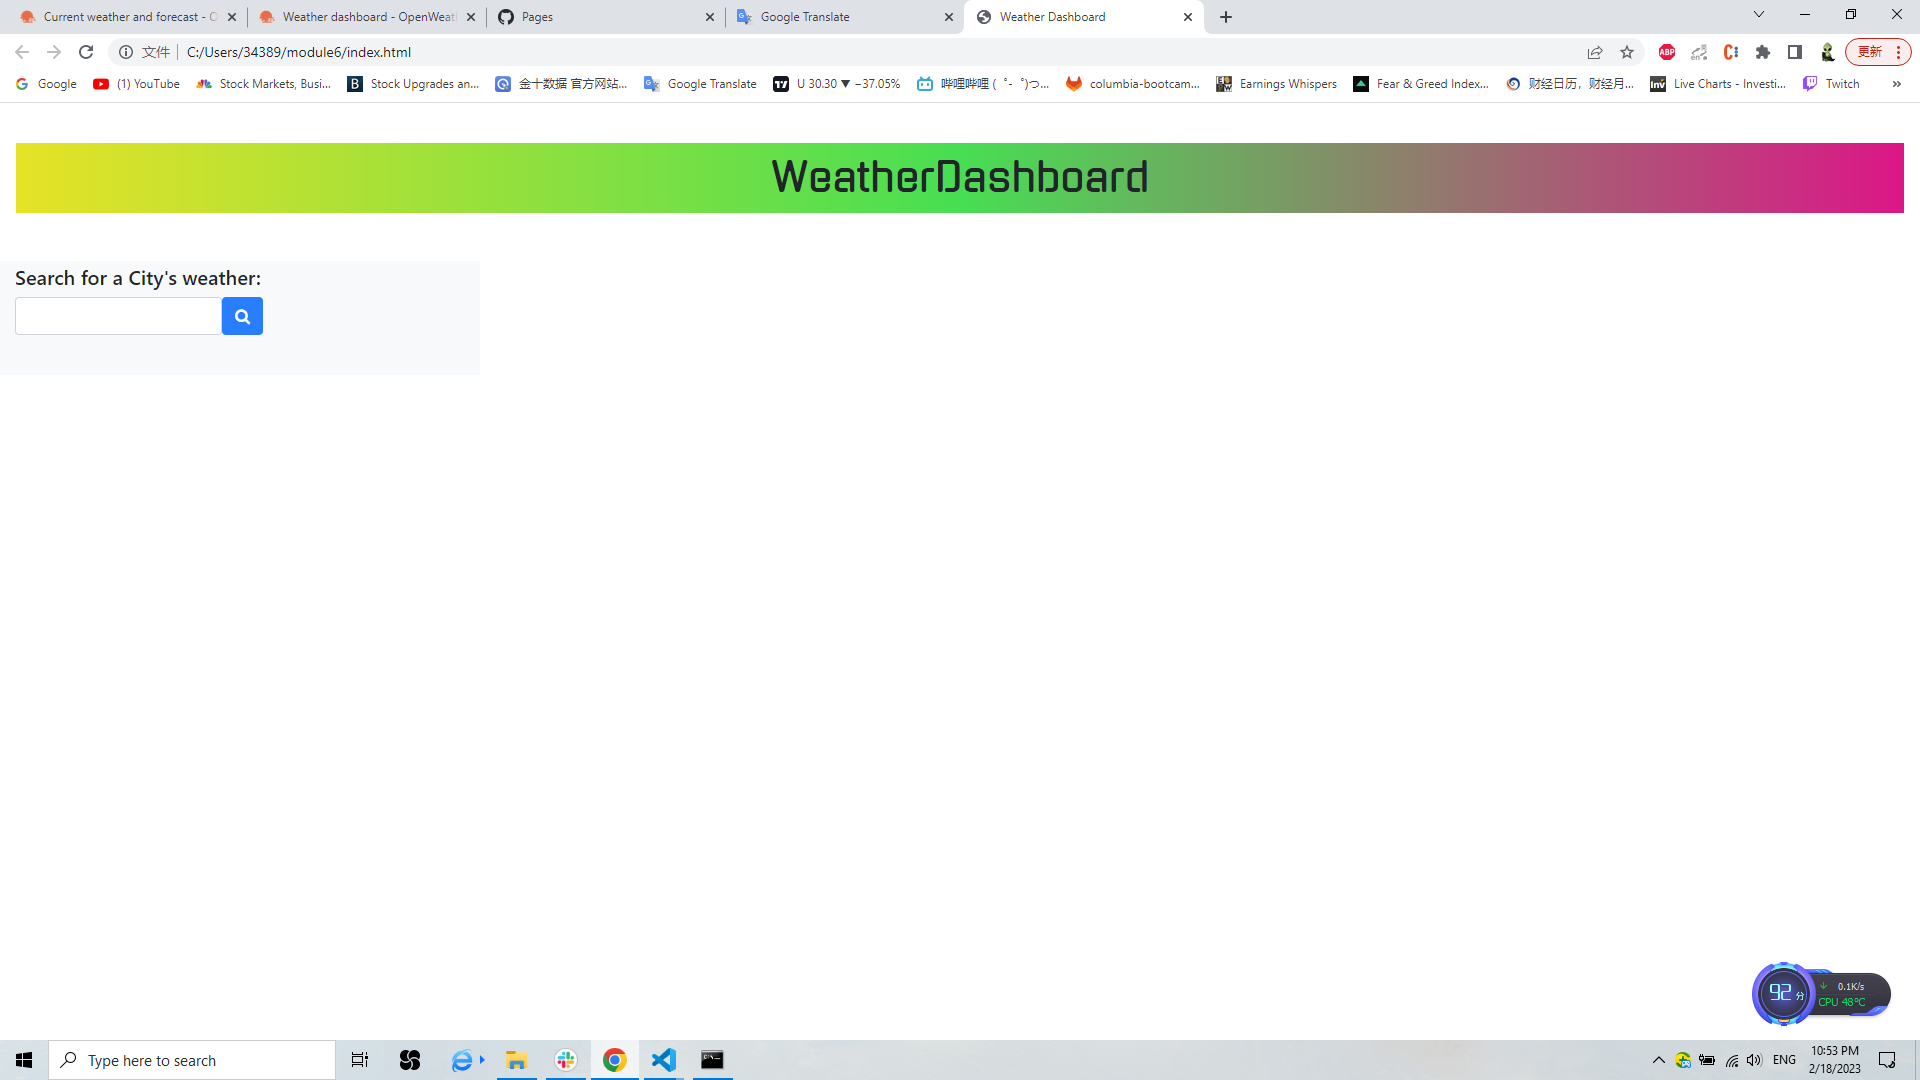 Current weather and forecast - O
Weather dashboard - OpenWeat
Pages
Google Translate
Weather Dashboard
文件
C:/Users/34389/module6/index.html
ABP
更新
Google
(1) YouTube
Stock Markets, Busi...
Stock Upgrades an...
金十数据 官方网站...
Google Translate
U 30.30 ▼ −37.05%
哔哩哔哩 (゜-゜)つ...
columbia-bootcam...
Earnings Whispers
Fear & Greed Index...
财经日历，财经月...
Inv
Live Charts - Investi...
Twitch
»
WeatherDashboard
Search for a City's weather:
92 分
0.1K/s
CPU 48°C
Type here to search
ENG
10:53 PM
2/18/2023